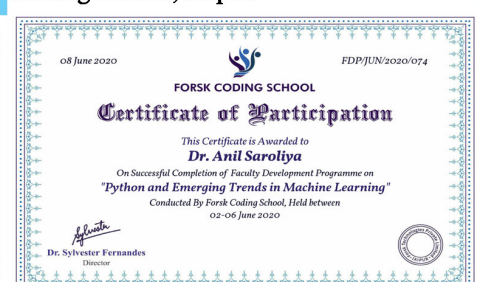 08 June 2020
FDP/JUN/2020/074
FORSK CODING SCHOOL
Certificate of Participation
This Certificate is Awarded to
Dr. Anil Saroliya
On Successful Completion of Faculty Development Programme on
"Python and Emerging Trends in Machine Learning"
Conducted By Forsk Coding School, Held between
02-06 June 2020
Sylvester
Dr. Sylvester Fernandes
Director